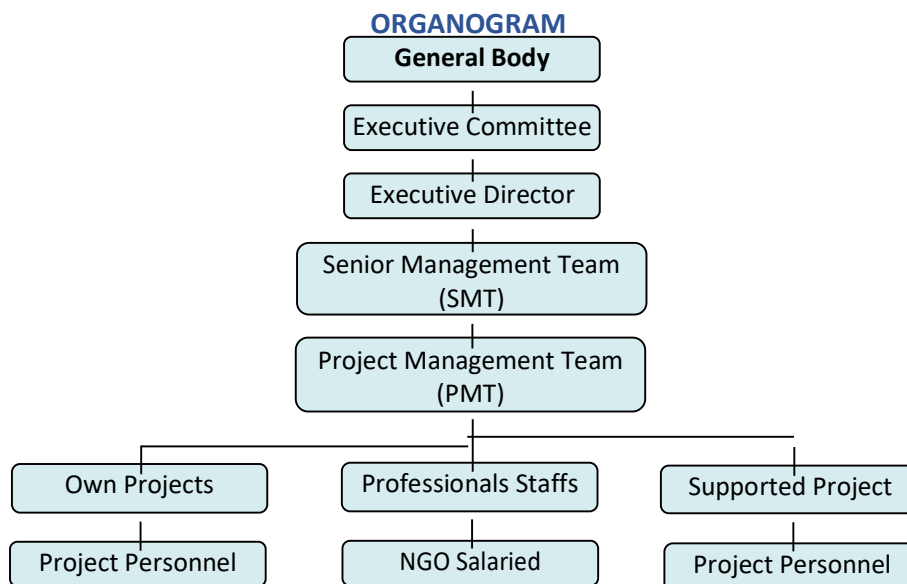 ORGANOGRAM
General Body
Executive Committee
Executive Director
Senior Management Team
(SMT)
Project Management Team
(PMT)
Own Projects
Professionals Staffs
Supported Project
Project Personnel
NGO Salaried
Project Personnel